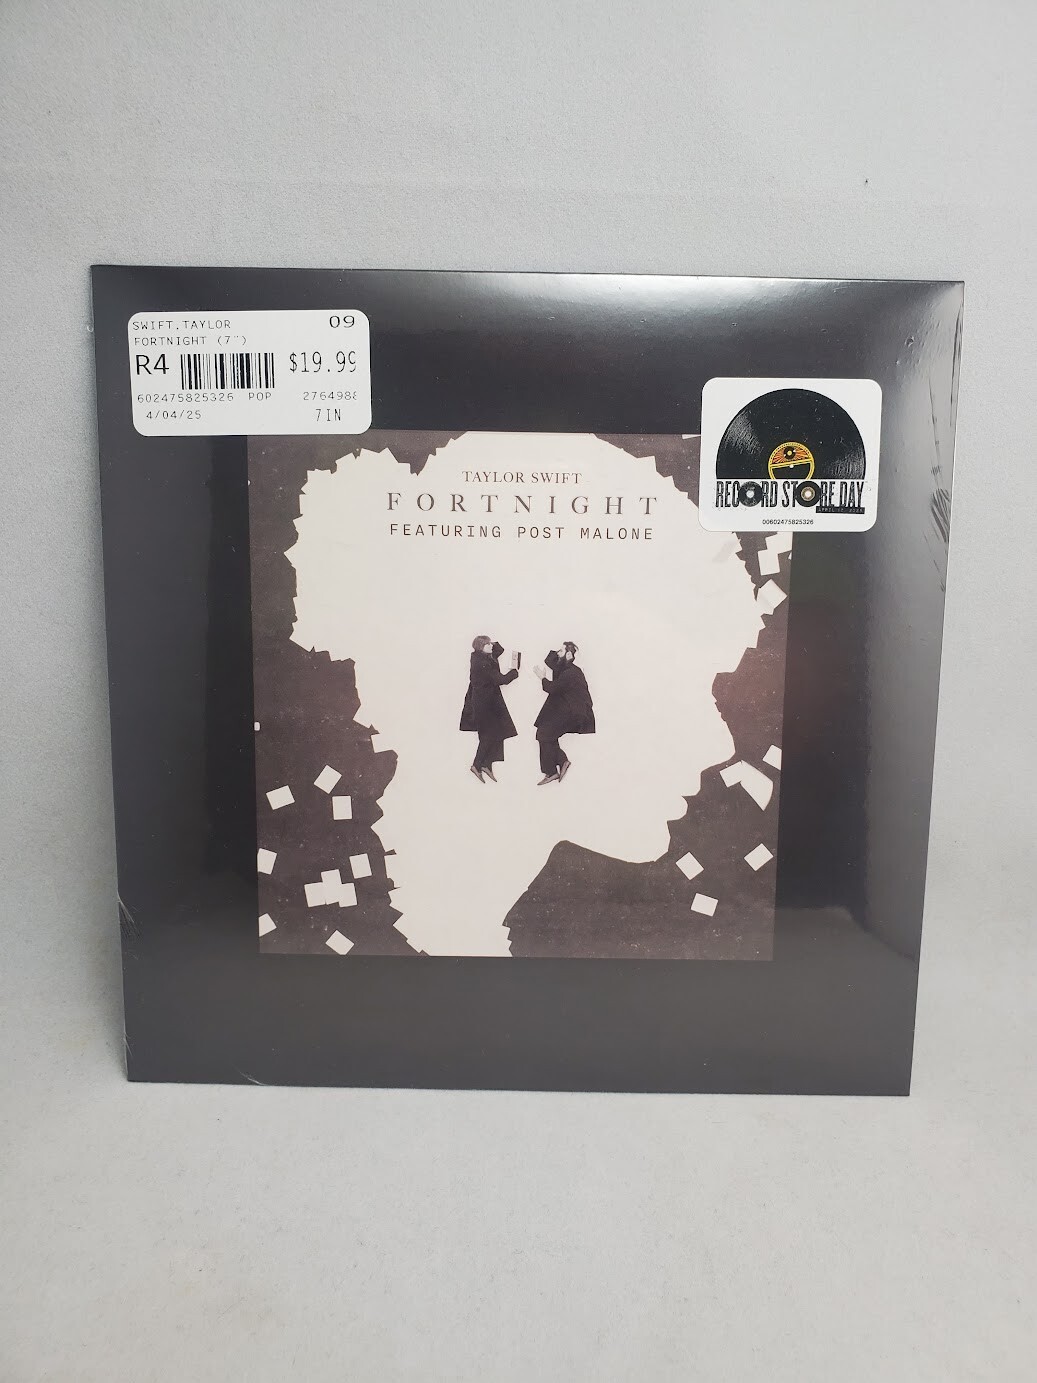 SWIFT,TAYLOR 09
FORTNIGHT (7")
R4 $19.99
602475825326 POP 2764988
4/04/25 7IN
RECORD STORE DAY
00602475825326
TAYLOR SWIFT
FORTNIGHT
FEATURING POST MALONE